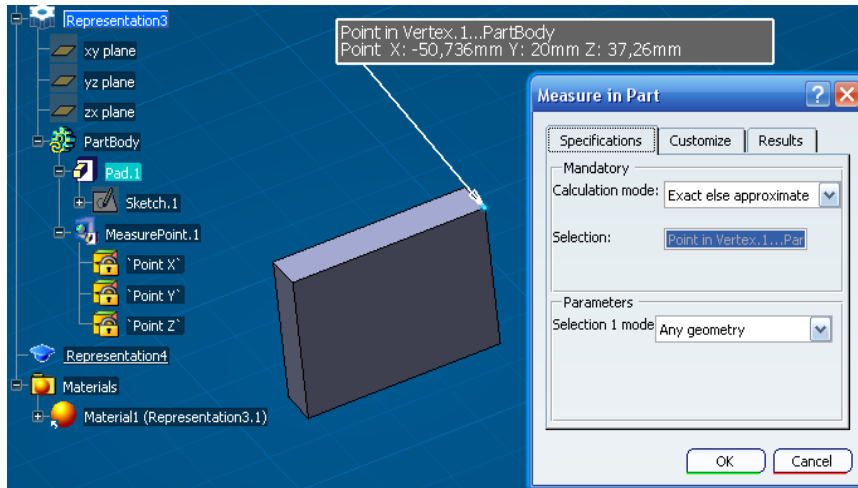 Representation3
xy plane
yz plane
zx plane
PartBody
Pad.1
Sketch.1
MeasurePoint.1
`Point X`
`Point Y`
`Point Z`
Representation4
Materials
Material1 (Representation3.1)
Point in Vertex.1...PartBody
Point X: -50,736mm Y: 20mm Z: 37,26mm
Measure in Part
Specifications Customize Results
Mandatory
Calculation mode: Exact else approximate
Selection: Point in Vertex.1...Par
Parameters
Selection 1 mode Any geometry
OK Cancel